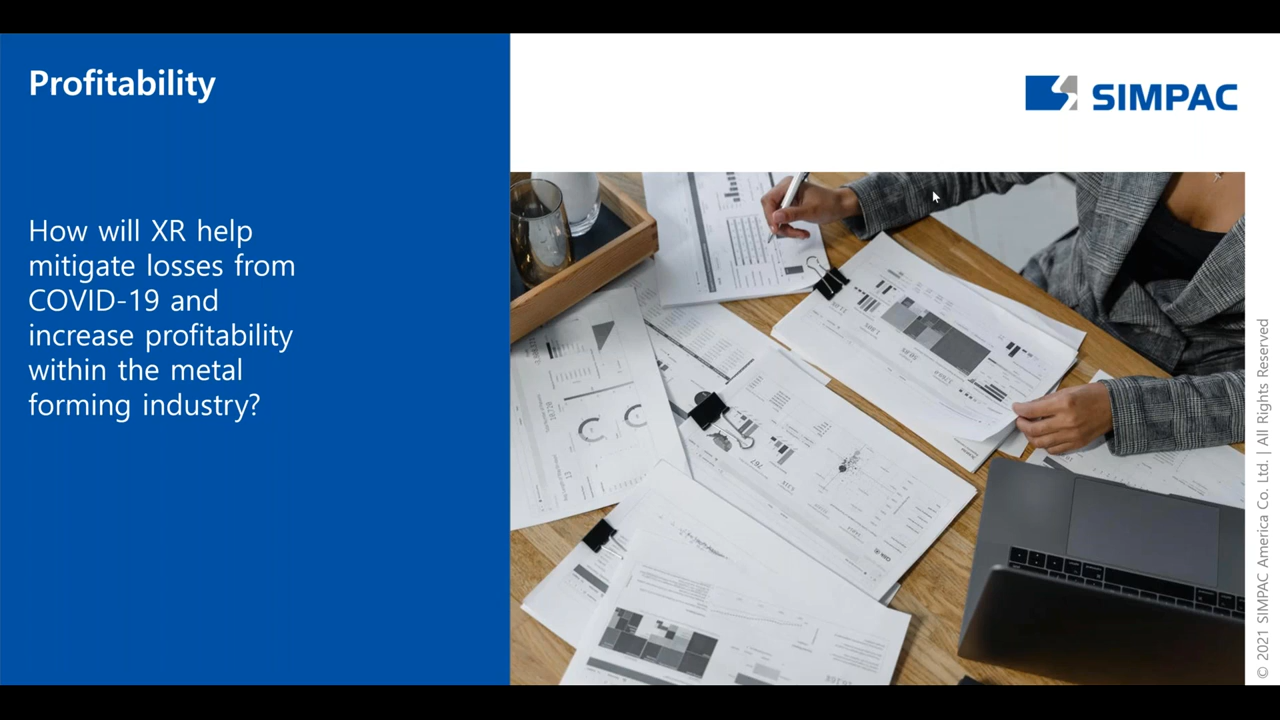 Profitability
SIMPAC
How will XR help
mitigate losses from
COVID-19 and
increase profitability
within the metal
forming industry?
© 2021 SIMPAC America Co. Ltd. | All Rights Reserved